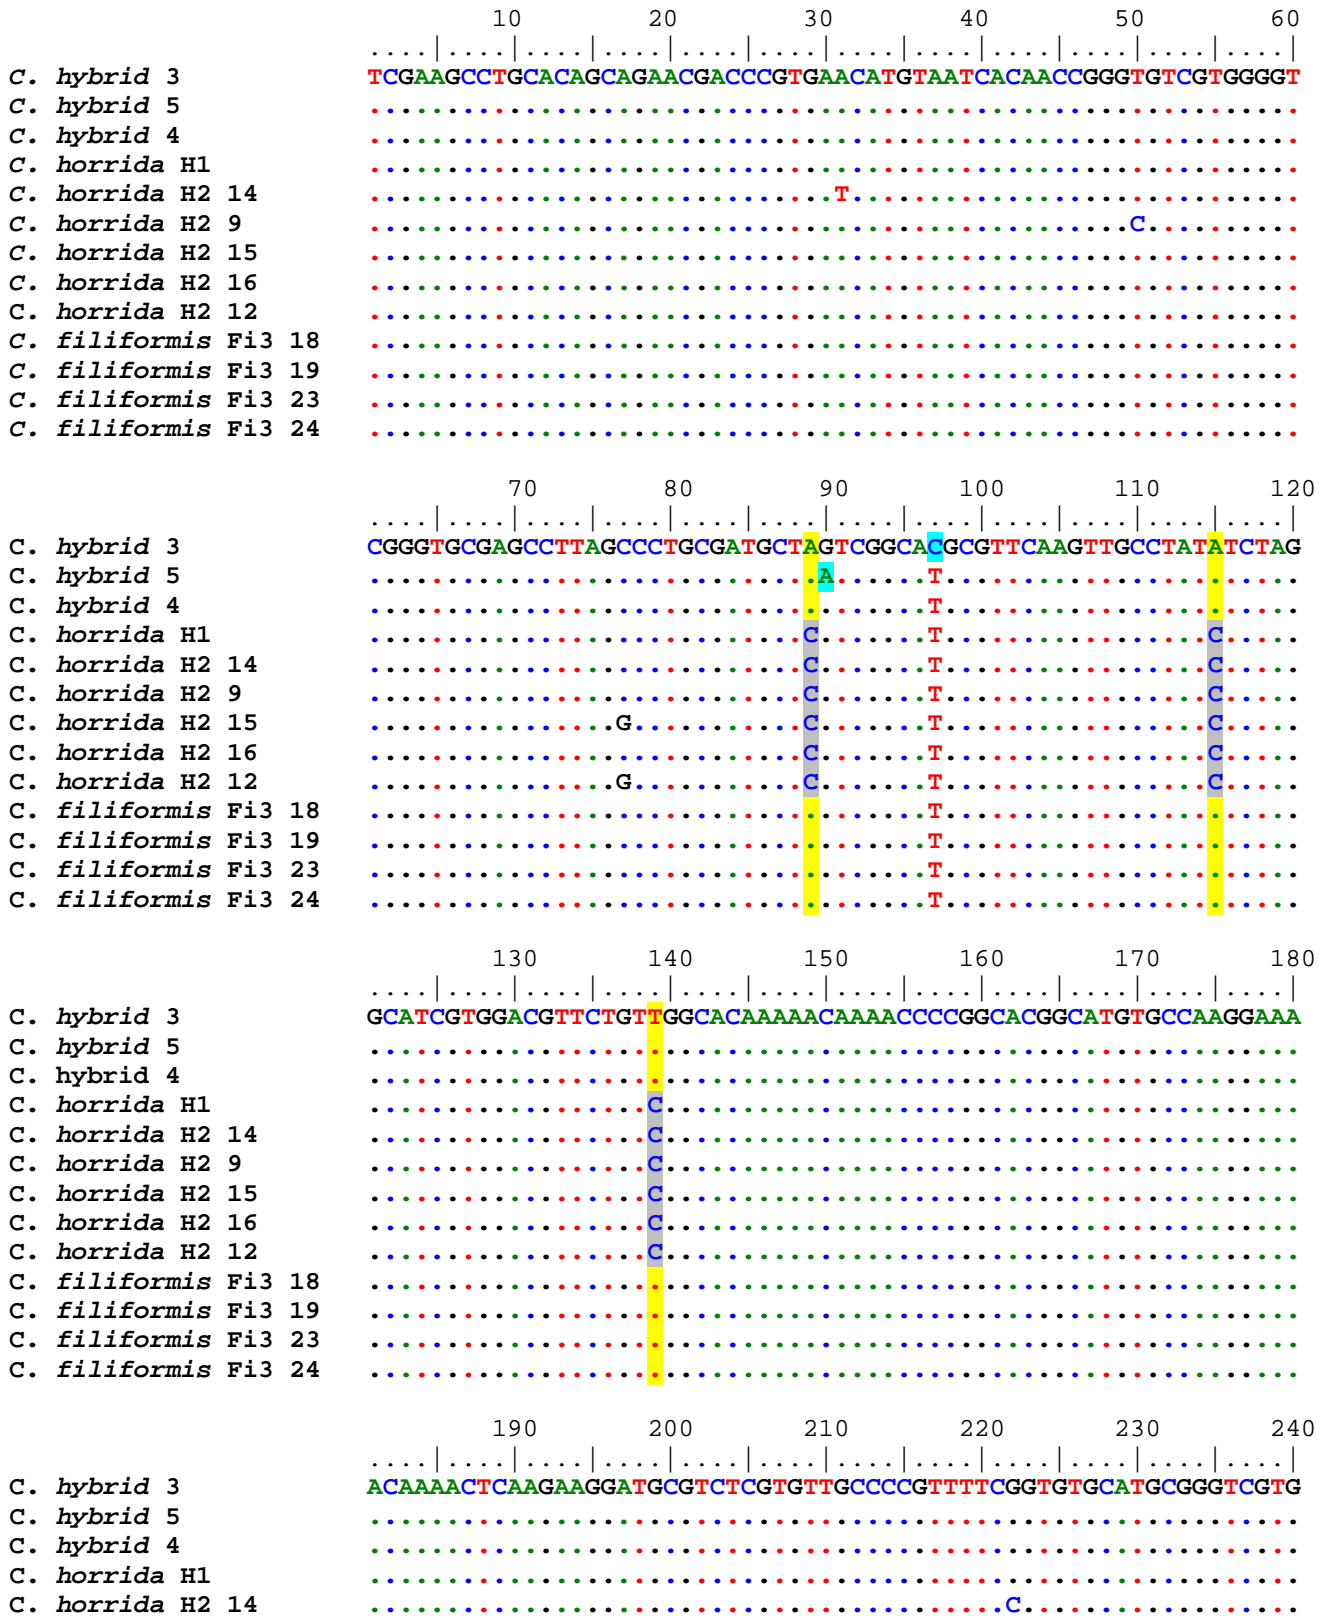 10 20 30 40 50 60
....|....|....|....|....|....|....|....|....|....|....|....|
C. hybrid 3 TCGAAGCCTGCACAGCAGAACGACCCGTGAACATGTAATCACAACCGGGTGTCGTGGGGT
C. hybrid 5 ............................................................
C. hybrid 4 ............................................................
C. horrida H1 ............................................................
C. horrida H2 14 ..............................T.............................
C. horrida H2 9 .................................................C..........
C. horrida H2 15 ............................................................
C. horrida H2 16 ............................................................
C. horrida H2 12 ............................................................
C. filiformis Fi3 18 ............................................................
C. filiformis Fi3 19 ............................................................
C. filiformis Fi3 23 ............................................................
C. filiformis Fi3 24 ............................................................
70 80 90 100 110 120
....|....|....|....|....|....|....|....|....|....|....|....|
C. hybrid 3 CGGGTGCGAGCCTTAGCCCTGCGATGCTAGTCGGCACGCGTTCAAGTTGCCTATATCTAG
C. hybrid 5 .............................A......T.......................
C. hybrid 4 ....................................T.......................
C. horrida H1 ............................C.......T.................C.....
C. horrida H2 14 ............................C.......T.................C.....
C. horrida H2 9 ............................C.......T.................C.....
C. horrida H2 15 ................G...........C.......T.................C.....
C. horrida H2 16 ............................C.......T.................C.....
C. horrida H2 12 ................G...........C.......T.................C.....
C. filiformis Fi3 18 ....................................T.......................
C. filiformis Fi3 19 ....................................T.......................
C. filiformis Fi3 23 ....................................T.......................
C. filiformis Fi3 24 ....................................T.......................
130 140 150 160 170 180
....|....|....|....|....|....|....|....|....|....|....|....|
C. hybrid 3 GCATCGTGGACGTTCTGTTGGCACAAAAACAAAACCCCGGCACGGCATGTGCCAAGGAAA
C. hybrid 5 ............................................................
C. hybrid 4 ............................................................
C. horrida H1 ..................C.........................................
C. horrida H2 14 ..................C.........................................
C. horrida H2 9 ..................C.........................................
C. horrida H2 15 ..................C.........................................
C. horrida H2 16 ..................C.........................................
C. horrida H2 12 ..................C.........................................
C. filiformis Fi3 18 ............................................................
C. filiformis Fi3 19 ............................................................
C. filiformis Fi3 23 ............................................................
C. filiformis Fi3 24 ............................................................
190 200 210 220 230 240
....|....|....|....|....|....|....|....|....|....|....|....|
C. hybrid 3 ACAAAACTCAAGAAGGATGCGTCTCGTGTTGCCCCGTTTTCGGTGTGCATGCGGGTCGTG
C. hybrid 5 ............................................................
C. hybrid 4 ............................................................
C. horrida H1 ............................................................
C. horrida H2 14 .........................................C..................